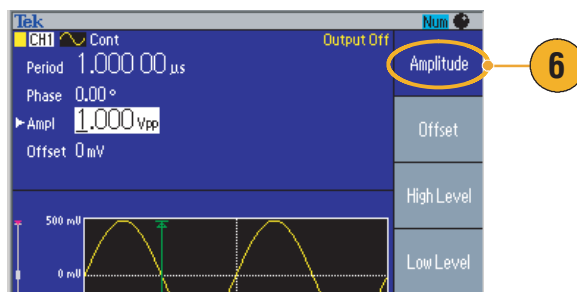 Tek
Num
CH1 Cont Output Off
Period 1.000 00 µs
Phase 0.00 °
Ampl 1.000 Vpp
Offset 0 mV
500 mV
0 mV
Amplitude
Offset
High Level
Low Level
6